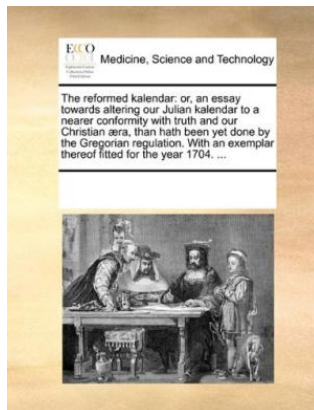 ECCO
Medicine, Science and Technology
The reformed kalendar: or, an essay
towards altering our Julian kalendar to a
nearer conformity with truth and our
Christian æra, than hath been yet done by
the Gregorian regulation. With an exemplar
thereof fitted for the year 1704. ...